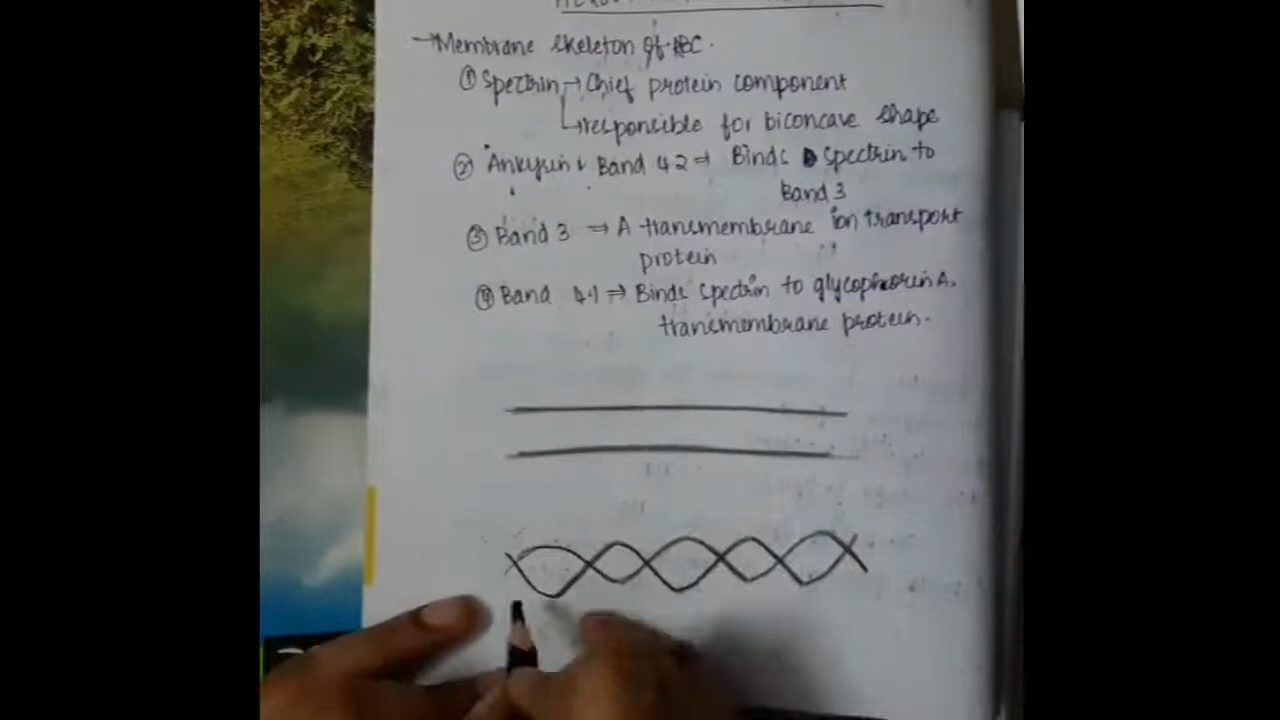 →Membrane skeleton of RBC.
① Spectrin → Chief protein component
↳responsible for biconcave shape
② Ankyrin & Band 4.2 ⇒ Binds spectrin to
Band 3
③ Band 3 ⇒ A transmembrane ion transport
protein
④ Band 4.1 ⇒ Binds spectrin to glycophorin A.
transmembrane protein.